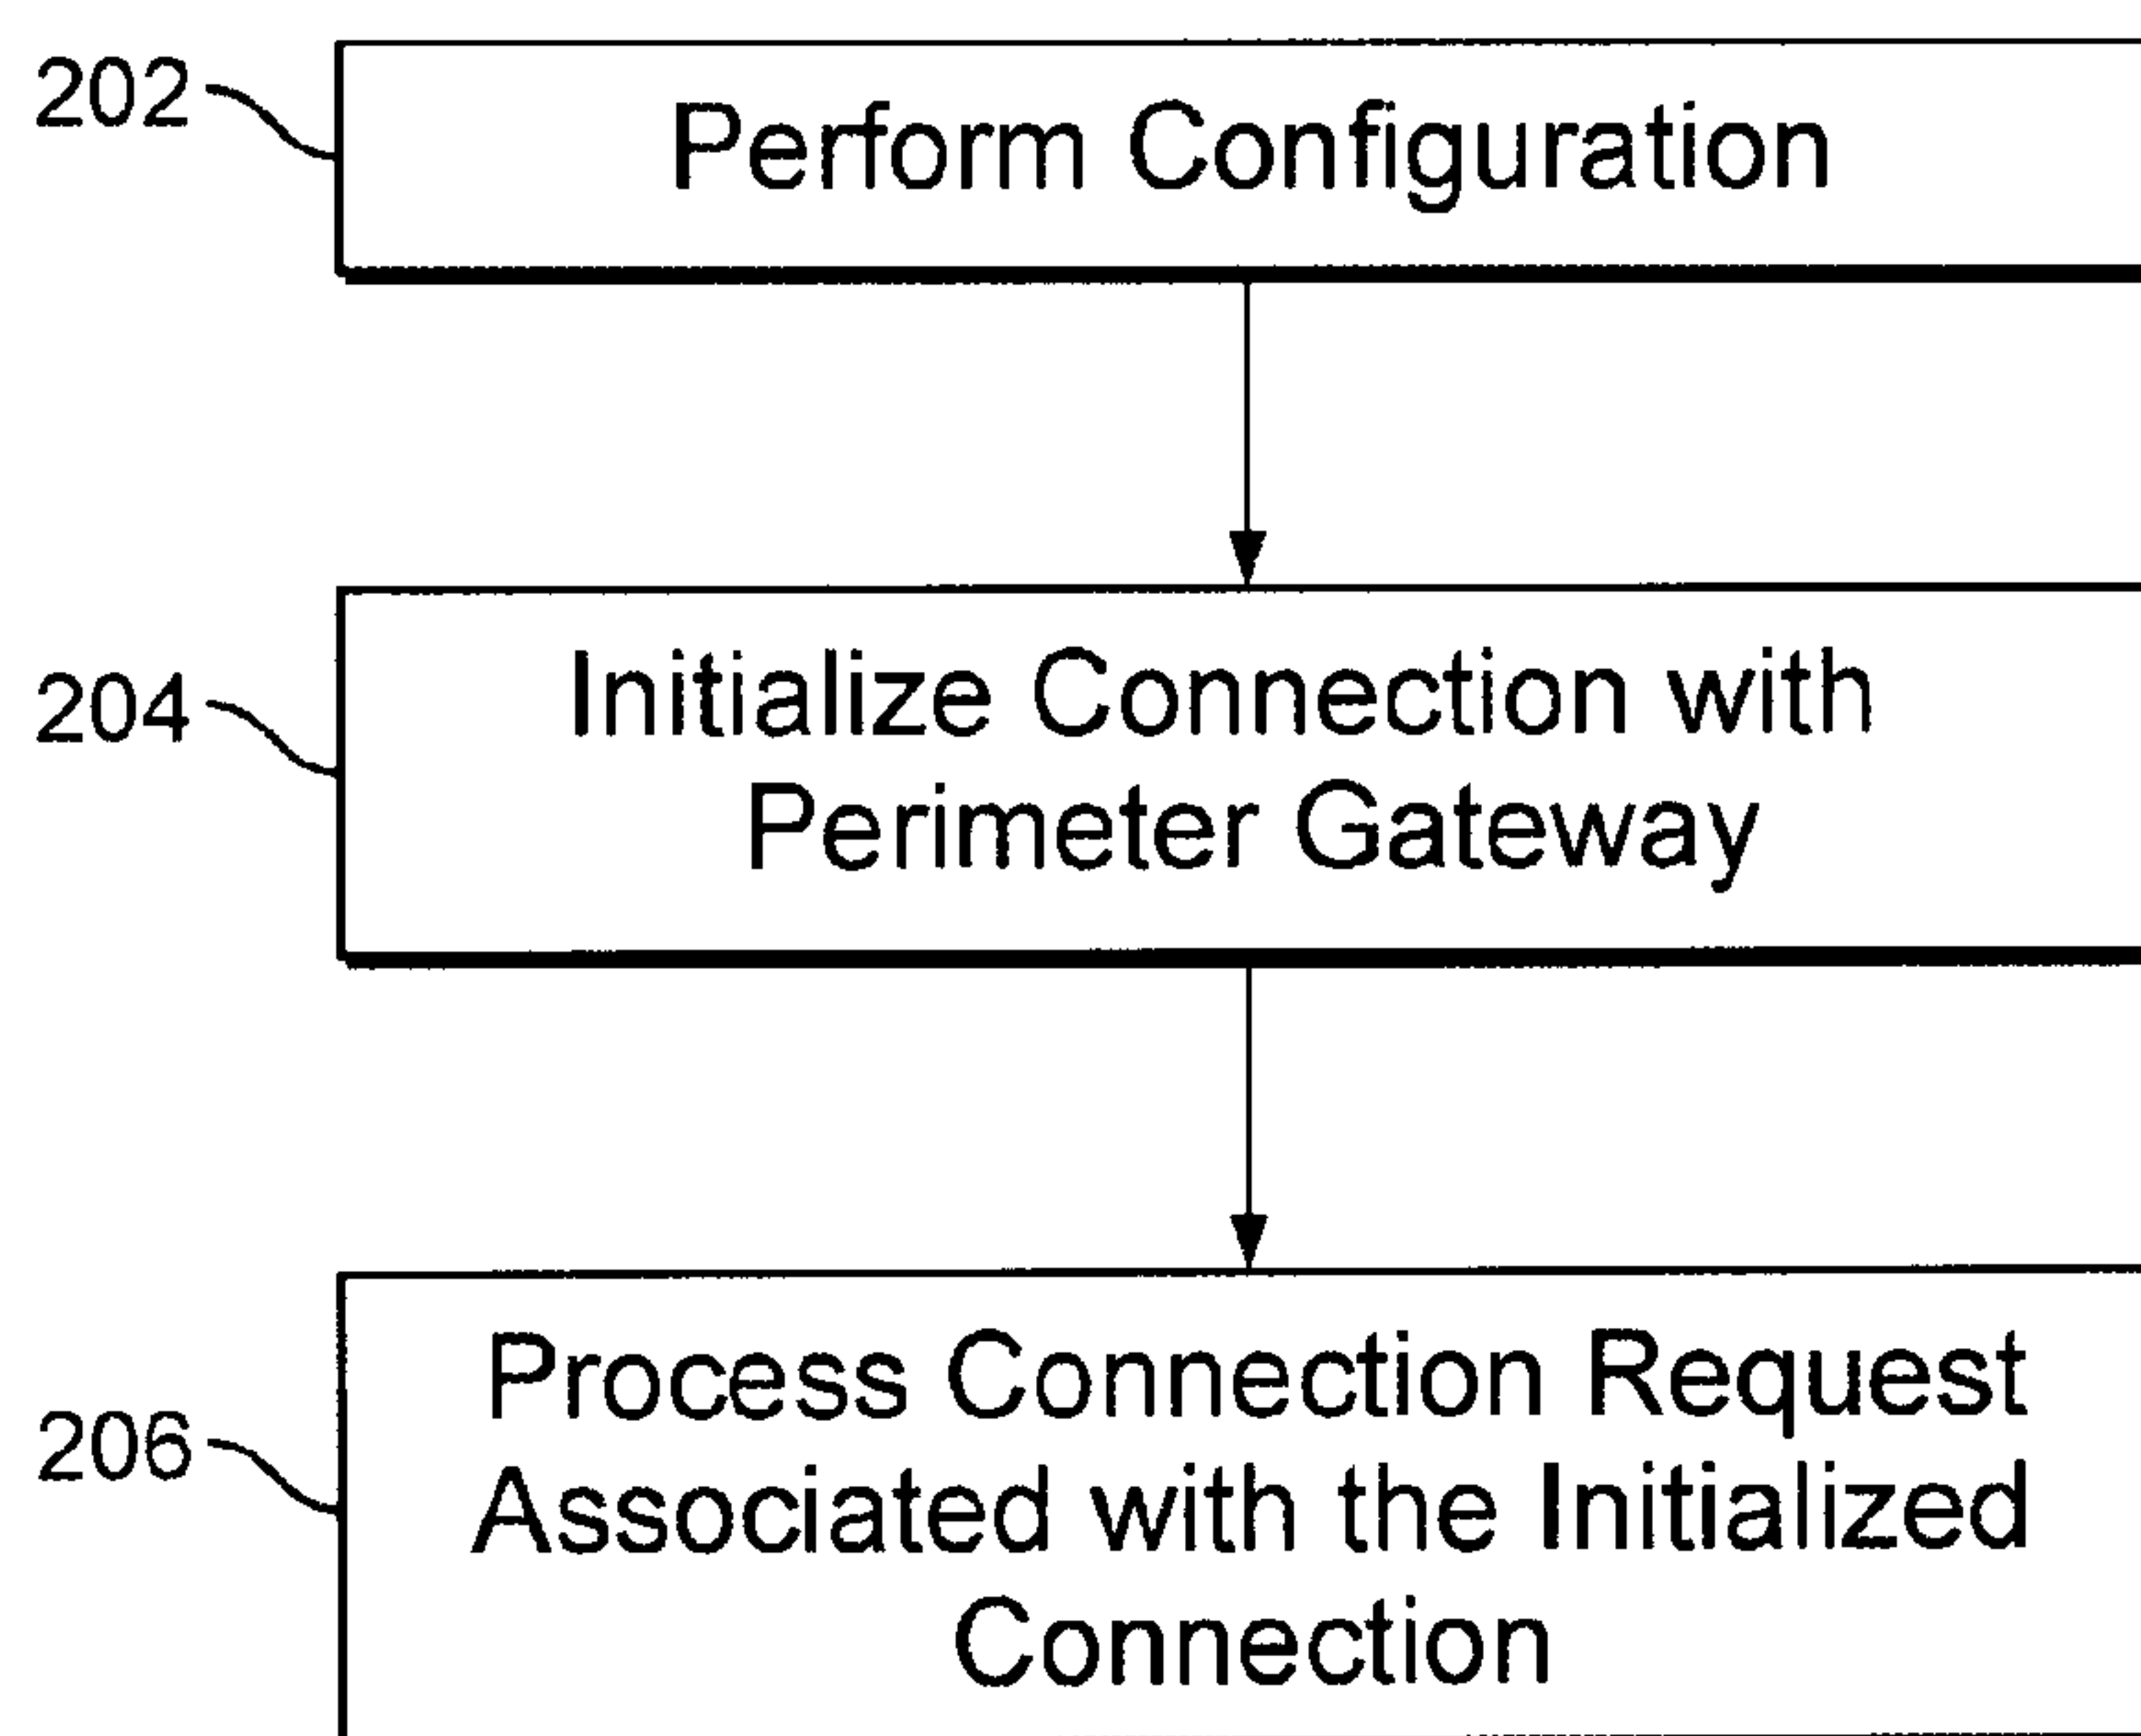 202
Perform Configuration
204
Initialize Connection with
Perimeter Gateway
206
Process Connection Request
Associated with the Initialized
Connection